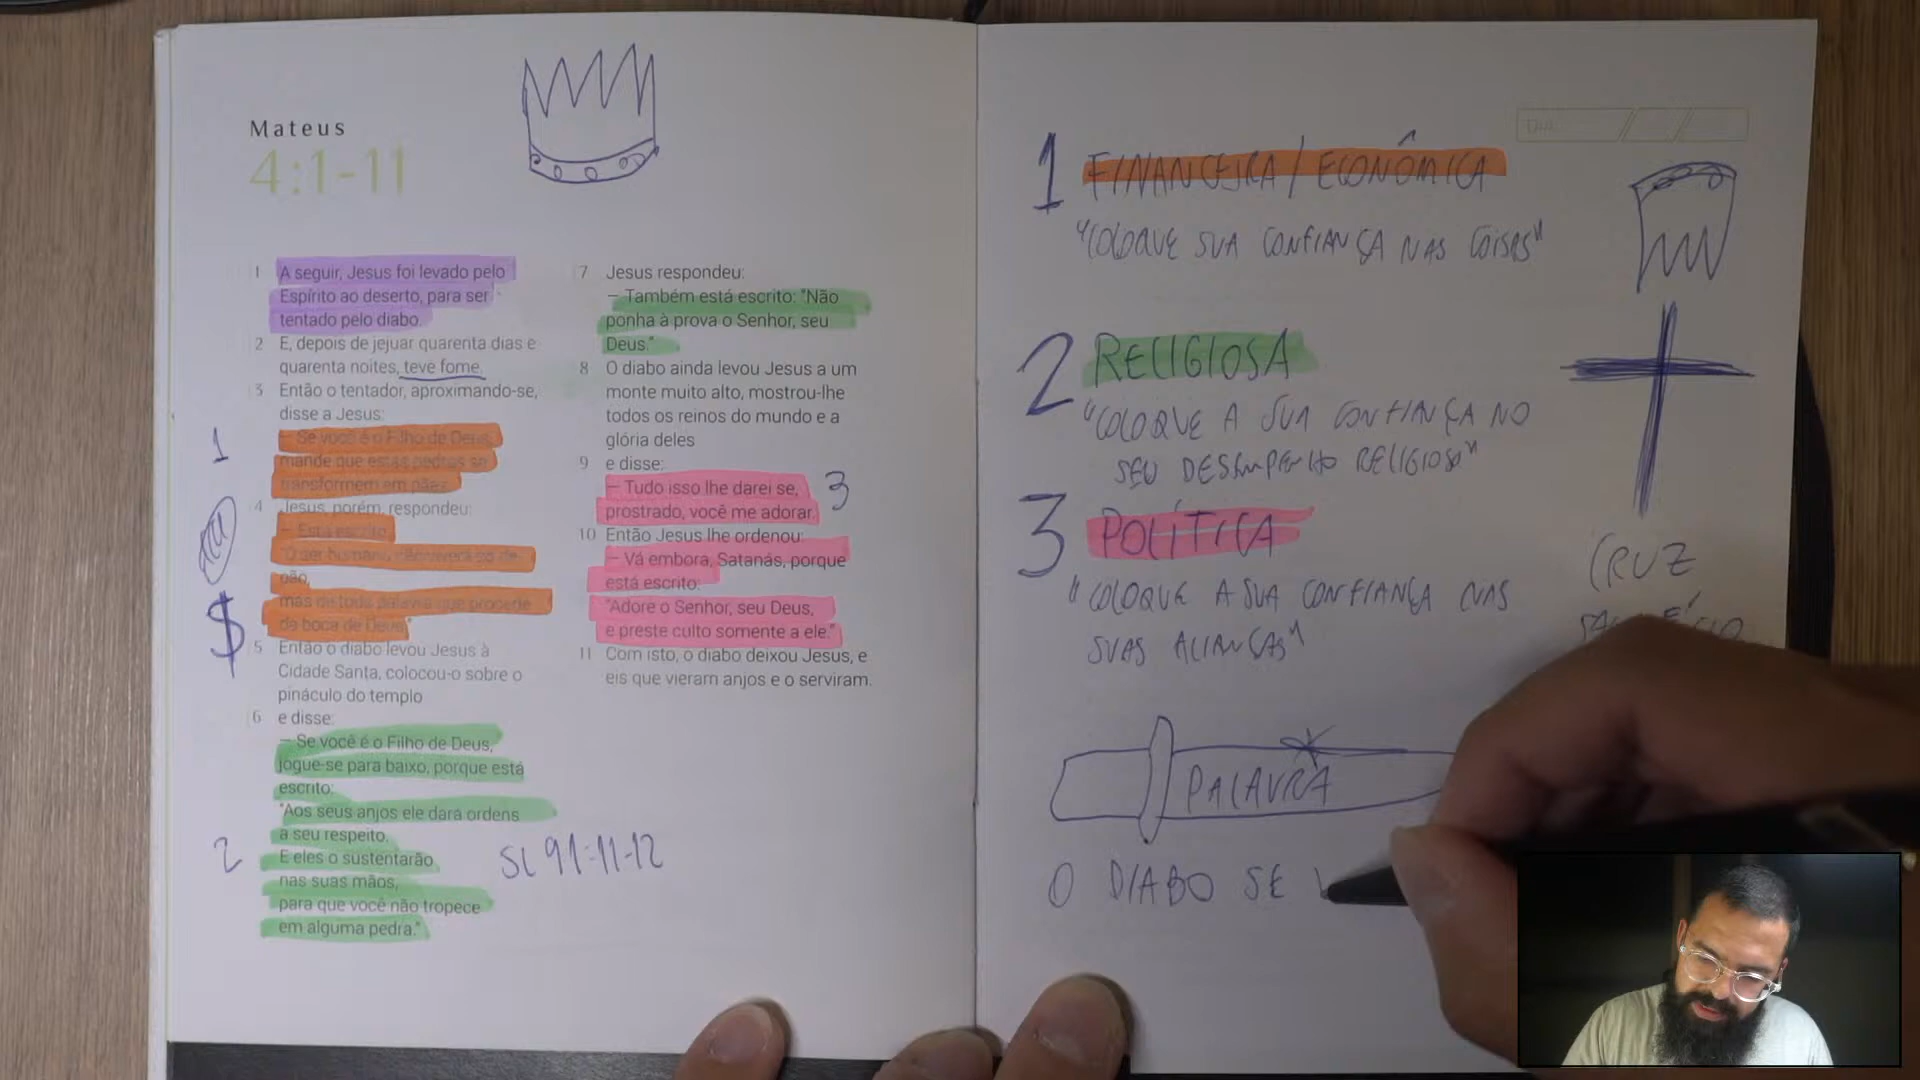 Mateus
4:1-11
1 A seguir, Jesus foi levado pelo
Espírito ao deserto, para ser
tentado pelo diabo.
2 E, depois de jejuar quarenta dias e
quarenta noites, teve fome.
3 Então o tentador, aproximando-se,
disse a Jesus:
1
– Se você é o Filho de Deus,
mande que estas pedras se
transformem em pães.
4 Jesus, porém, respondeu:
– Está escrito:
"O ser humano não viverá só de
pão,
mas de toda palavra que procede
da boca de Deus."
$
5 Então o diabo levou Jesus à
Cidade Santa, colocou-o sobre o
pináculo do templo
6 e disse:
– Se você é o Filho de Deus,
jogue-se para baixo, porque está
escrito:
"Aos seus anjos ele dará ordens
a seu respeito.
2
E eles o sustentarão
nas suas mãos,
para que você não tropece
em alguma pedra."
SL 91:11-12
7 Jesus respondeu:
– Também está escrito: "Não
ponha à prova o Senhor, seu
Deus."
8 O diabo ainda levou Jesus a um
monte muito alto, mostrou-lhe
todos os reinos do mundo e a
glória deles
9 e disse:
– Tudo isso lhe darei se,
prostrado, você me adorar.
3
10 Então Jesus lhe ordenou:
– Vá embora, Satanás, porque
está escrito:
"Adore o Senhor, seu Deus,
e preste culto somente a ele."
11 Com isto, o diabo deixou Jesus, e
eis que vieram anjos e o serviram.
1 FINANCEIRA / ECONÔMICA
"COLOQUE SUA CONFIANÇA NAS COISAS"
2 RELIGIOSA
"COLOQUE A SUA CONFIANÇA NO
SEU DESEMPENHO RELIGIOSO"
3 POLÍTICA
"COLOQUE A SUA CONFIANÇA NAS
SUAS ALIANÇAS"
CRUZ
PALAVRA
O DIABO SE